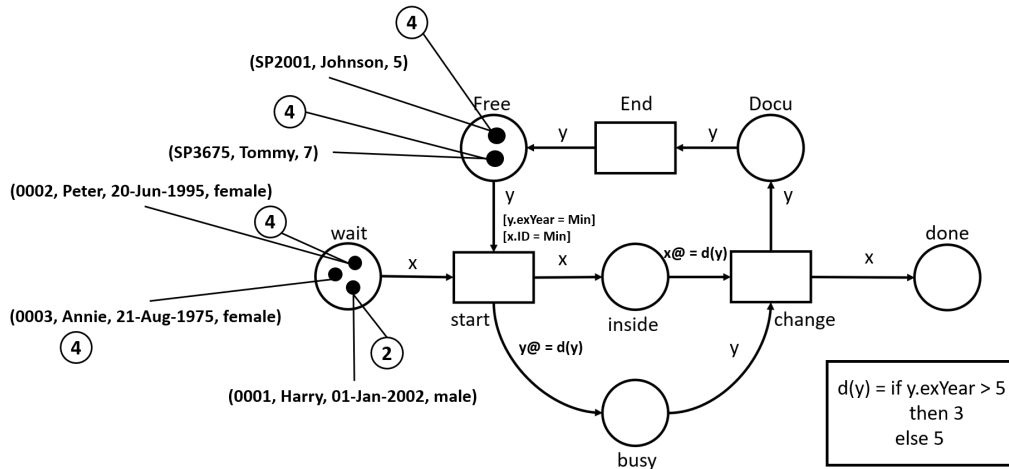 4
(SP2001, Johnson, 5)
Free
End
Docu
4
y
y
(SP3675, Tommy, 7)
(0002, Peter, 20-Jun-1995, female)
y
y
[y.exYear = Min]
[x.ID = Min]
4
wait
done
x
x
x@ = d(y)
x
(0003, Annie, 21-Aug-1975, female)
start
inside
change
4
2
y@ = d(y)
y
(0001, Harry, 01-Jan-2002, male)
d(y) = if y.exYear > 5
then 3
else 5
busy